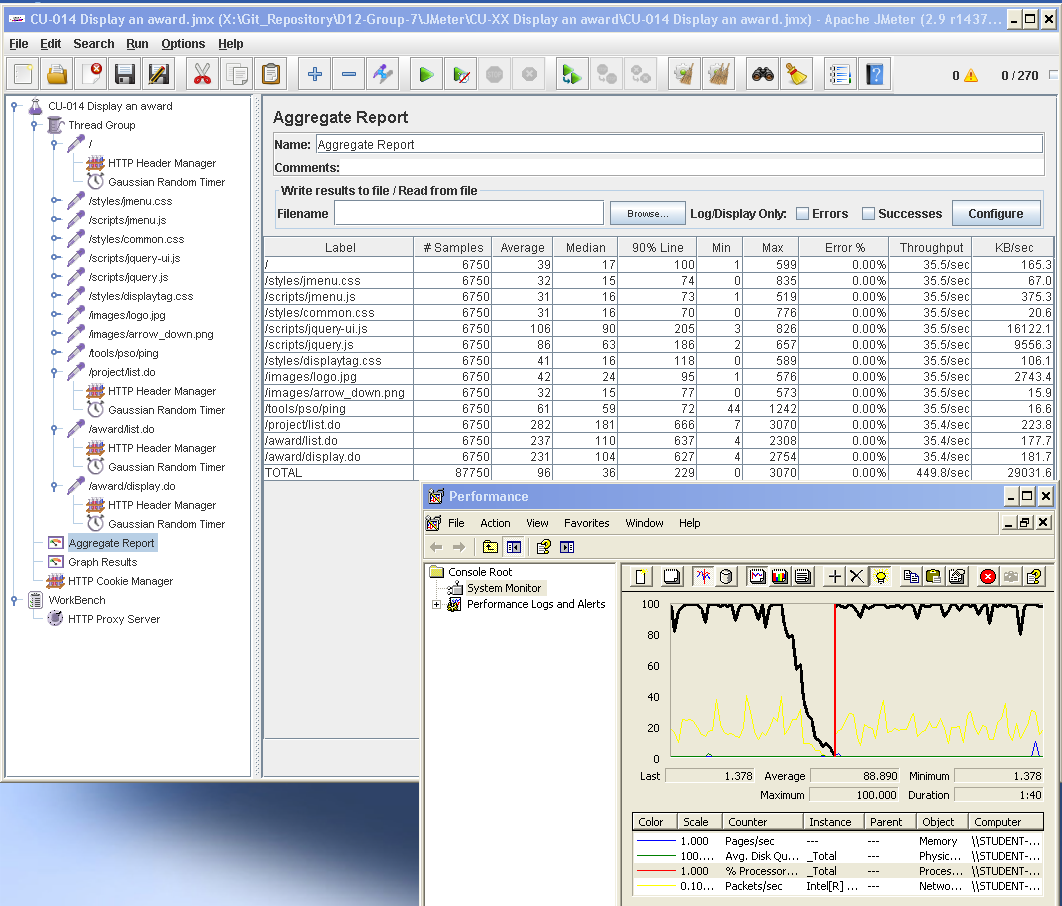 CU-014 Display an award.jmx (X:\Git_Repository\D12-Group-7\JMeter\CU-XX Display an award\CU-014 Display an award.jmx) - Apache JMeter (2.9 r1437...
File Edit Search Run Options Help
0 0 / 270
CU-014 Display an award
Thread Group
/
HTTP Header Manager
Gaussian Random Timer
/styles/jmenu.css
/scripts/jmenu.js
/styles/common.css
/scripts/jquery-ui.js
/scripts/jquery.js
/styles/displaytag.css
/images/logo.jpg
/images/arrow_down.png
/tools/pso/ping
/project/list.do
HTTP Header Manager
Gaussian Random Timer
/award/list.do
HTTP Header Manager
Gaussian Random Timer
/award/display.do
HTTP Header Manager
Gaussian Random Timer
Aggregate Report
Graph Results
HTTP Cookie Manager
WorkBench
HTTP Proxy Server
Aggregate Report
Name: Aggregate Report
Comments:
Write results to file / Read from file
Filename Browse... Log/Display Only: Errors Successes Configure
Label # Samples Average Median 90% Line Min Max Error % Throughput KB/sec
/ 6750 39 17 100 1 599 0.00% 35.5/sec 165.3
/styles/jmenu.css 6750 32 15 74 0 835 0.00% 35.5/sec 67.0
/scripts/jmenu.js 6750 31 16 73 1 519 0.00% 35.5/sec 375.3
/styles/common.css 6750 31 16 70 0 776 0.00% 35.5/sec 20.6
/scripts/jquery-ui.js 6750 106 90 205 3 826 0.00% 35.5/sec 16122.1
/scripts/jquery.js 6750 86 63 186 2 657 0.00% 35.5/sec 9556.3
/styles/displaytag.css 6750 41 16 118 0 589 0.00% 35.5/sec 106.1
/images/logo.jpg 6750 42 24 95 1 576 0.00% 35.5/sec 2743.4
/images/arrow_down.png 6750 32 15 77 0 573 0.00% 35.5/sec 15.9
/tools/pso/ping 6750 61 59 72 44 1242 0.00% 35.5/sec 16.6
/project/list.do 6750 282 181 666 7 3070 0.00% 35.4/sec 223.8
/award/list.do 6750 237 110 637 4 2308 0.00% 35.4/sec 177.7
/award/display.do 6750 231 104 627 4 2754 0.00% 35.4/sec 181.7
TOTAL 87750 96 36 229 0 3070 0.00% 449.8/sec 29031.6
Performance
File Action View Favorites Window Help
Console Root
System Monitor
Performance Logs and Alerts
100
80
60
40
20
0
Last 1.378 Average 88.890 Minimum 1.378
Maximum 100.000 Duration 1:40
Color Scale Counter Instance Parent Object Computer
1.000 Pages/sec --- --- Memory \\STUDENT-...
100.... Avg. Disk Qu... _Total --- Physic... \\STUDENT-...
1.000 % Processor... _Total --- Proces... \\STUDENT-...
0.10... Packets/sec Intel[R] ... --- Netwo... \\STUDENT-...